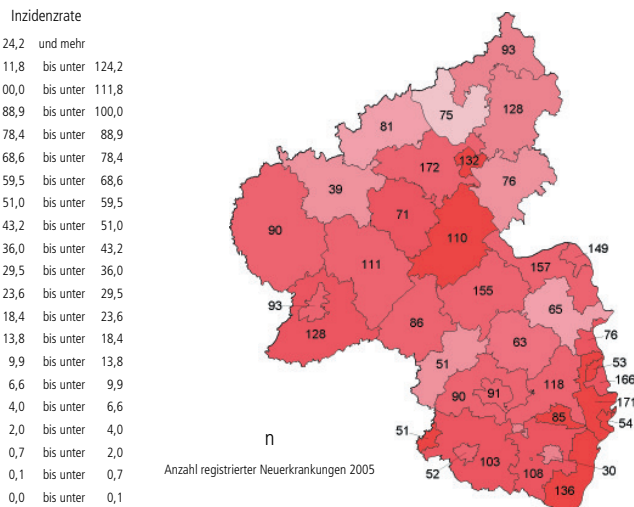 Inzidenzrate
24,2 und mehr
11,8 bis unter 124,2
00,0 bis unter 111,8
88,9 bis unter 100,0
78,4 bis unter 88,9
68,6 bis unter 78,4
59,5 bis unter 68,6
51,0 bis unter 59,5
43,2 bis unter 51,0
36,0 bis unter 43,2
29,5 bis unter 36,0
23,6 bis unter 29,5
18,4 bis unter 23,6
13,8 bis unter 18,4
9,9 bis unter 13,8
6,6 bis unter 9,9
4,0 bis unter 6,6
2,0 bis unter 4,0
0,7 bis unter 2,0
0,1 bis unter 0,7
0,0 bis unter 0,1
n
Anzahl registrierter Neuerkrankungen 2005
93
75
128
81
132
172
76
39
71
90
110
149
157
111
155
93
65
86
128
76
63
53
51
166
118
90
91
171
85
54
51
103
52
108
30
136